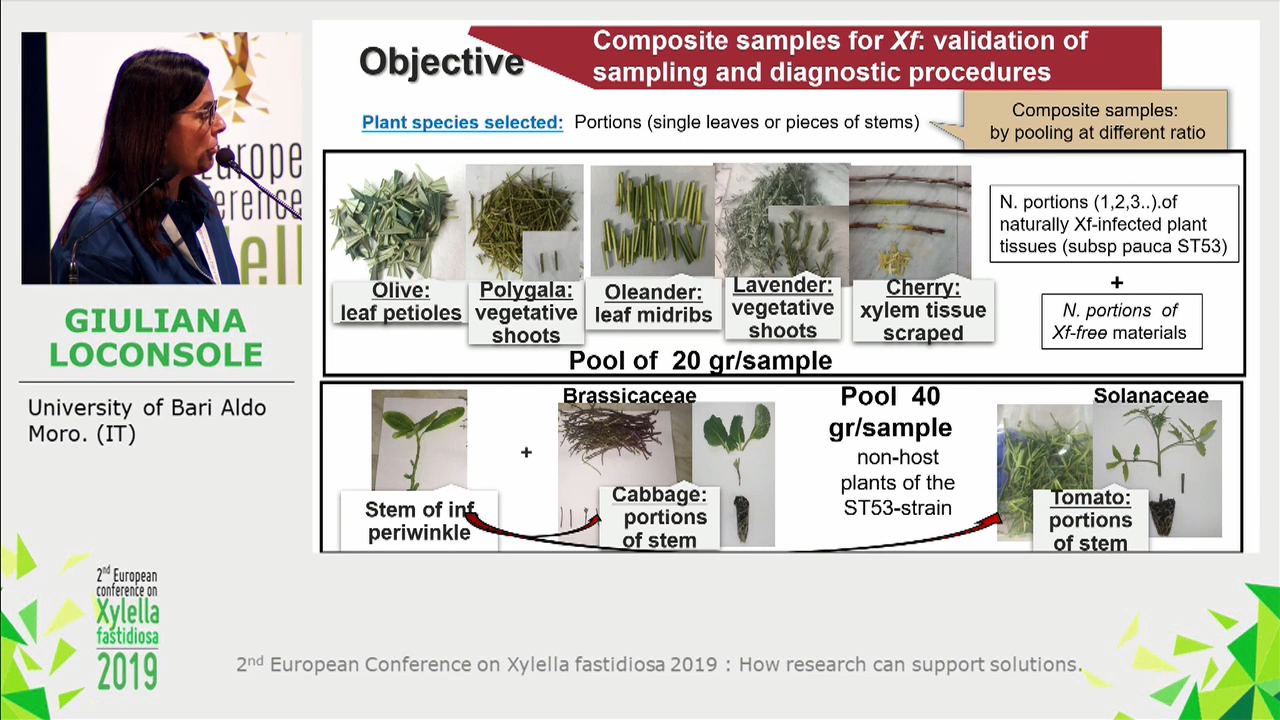 Objective
Composite samples for Xf: validation of
sampling and diagnostic procedures
Plant species selected: Portions (single leaves or pieces of stems)
Composite samples:
by pooling at different ratio
Olive:
leaf petioles
Polygala:
vegetative
shoots
Oleander:
leaf midribs
Lavender:
vegetative
shoots
Cherry:
xylem tissue
scraped
N. portions (1,2,3..).of
naturally Xf-infected plant
tissues (subsp pauca ST53)
+
N. portions of
Xf-free materials
Pool of 20 gr/sample
Stem of inf
periwinkle
+
Brassicaceae
Cabbage:
portions
of stem
Pool 40
gr/sample
non-host
plants of the
ST53-strain
Solanaceae
Tomato:
portions
of stem
GIULIANA
LOCONSOLE
University of Bari Aldo
Moro. (IT)
2nd European
conference on
Xylella
fastidiosa
2019
2nd European Conference on Xylella fastidiosa 2019 : How research can support solutions.